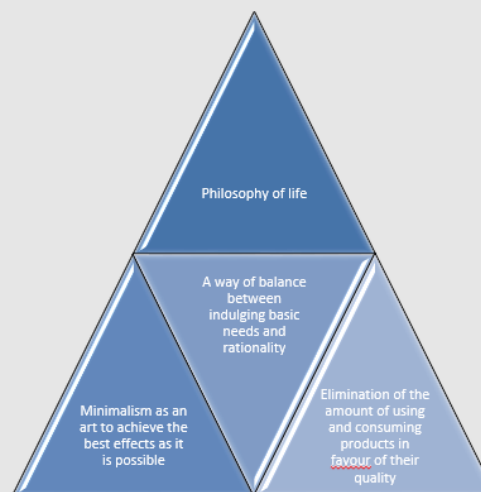 Philosophy of life
A way of balance
between
indulging basic
needs and
rationality
Minimalism as an
art to achieve the
best effects as it
is possible
Elimination of the
amount of using
and consuming
products in
favour of their
quality